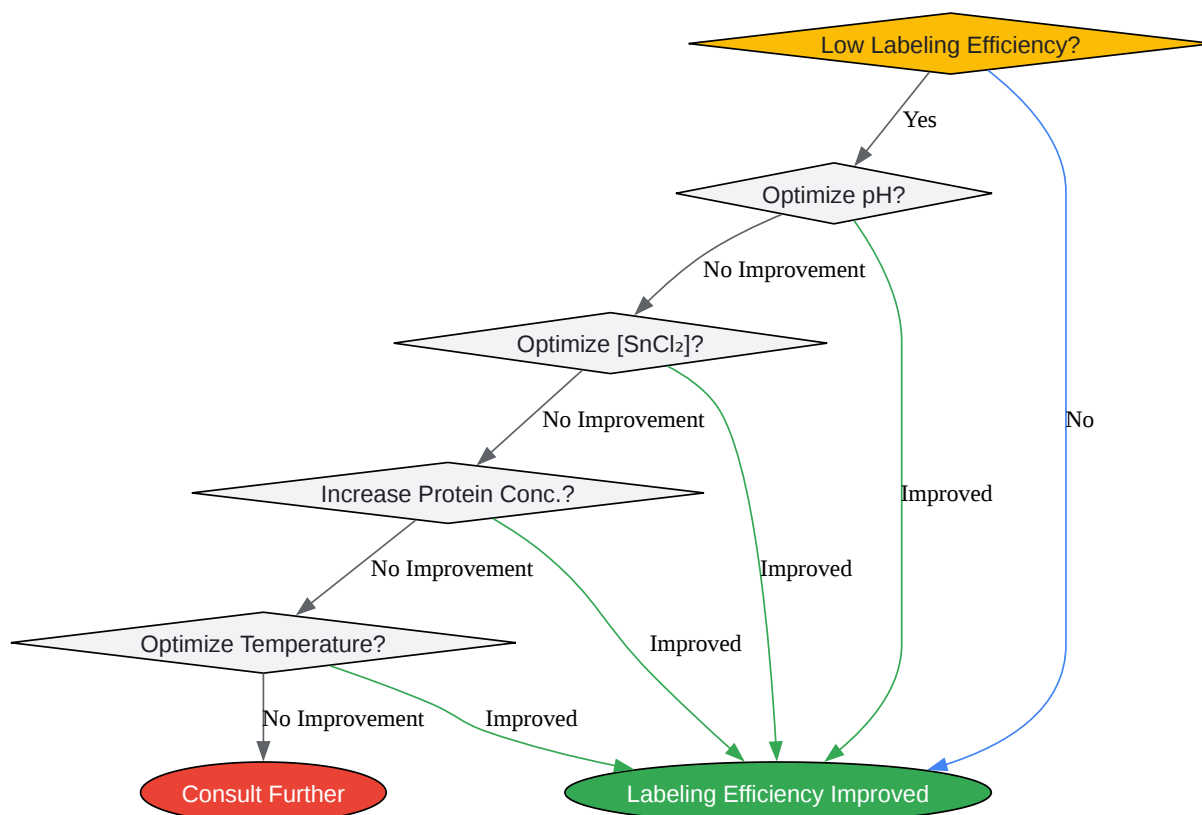 Low Labeling Efficiency?
Yes
Optimize pH?
No Improvement
Optimize [SnCl₂]?
No Improvement
No
Increase Protein Conc.?
Improved
No Improvement
Improved
Optimize Temperature?
Improved
No Improvement
Improved
Consult Further
Labeling Efficiency Improved